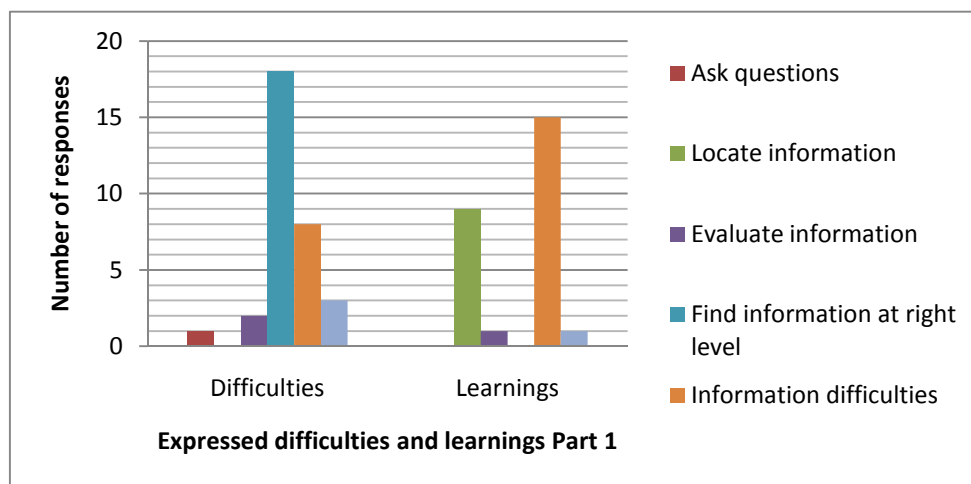 20
15
10
5
0
Number of responses
Difficulties
Learnings
Expressed difficulties and learnings Part 1
Ask questions
Locate information
Evaluate information
Find information at right
level
Information difficulties